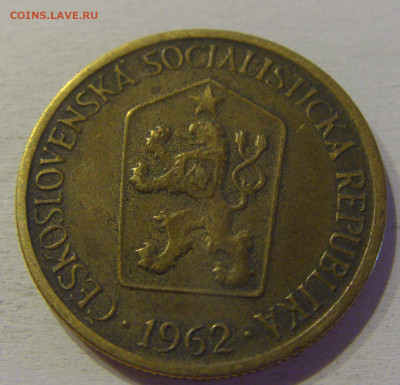 COINS.LAVE.RU
ČESKOSLOVENSKÁ SOCIALISTICKÁ REPUBLIKA
· 1962 ·